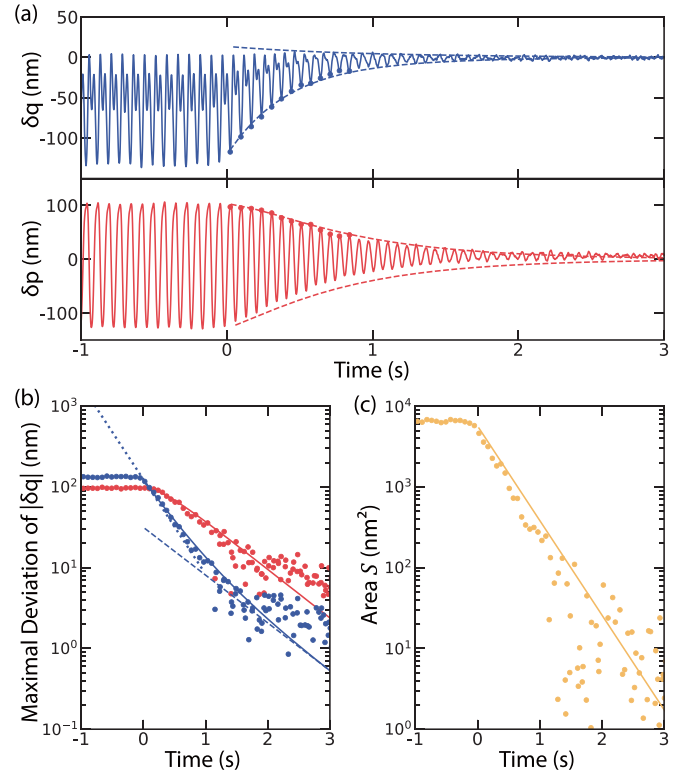 (a)
50
0
-50
-100
δq (nm)
100
0
-100
δp (nm)
-1 0 1 2 3
Time (s)
(b)
10³
10²
10¹
10⁰
10⁻¹
Maximal Deviation of |δq| (nm)
-1 0 1 2 3
Time (s)
(c)
10⁴
10³
10²
10¹
10⁰
Area S (nm²)
-1 0 1 2 3
Time (s)